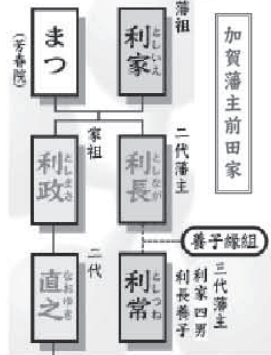 加賀藩主前田家
藩祖
利家
としいえ
まつ
(芳春院)
二代藩主
利長
としなが
家祖
利政
としまさ
養子縁組
三代藩主
利家四男
利長養子
利常
としつね
二代
直之
なおゆき